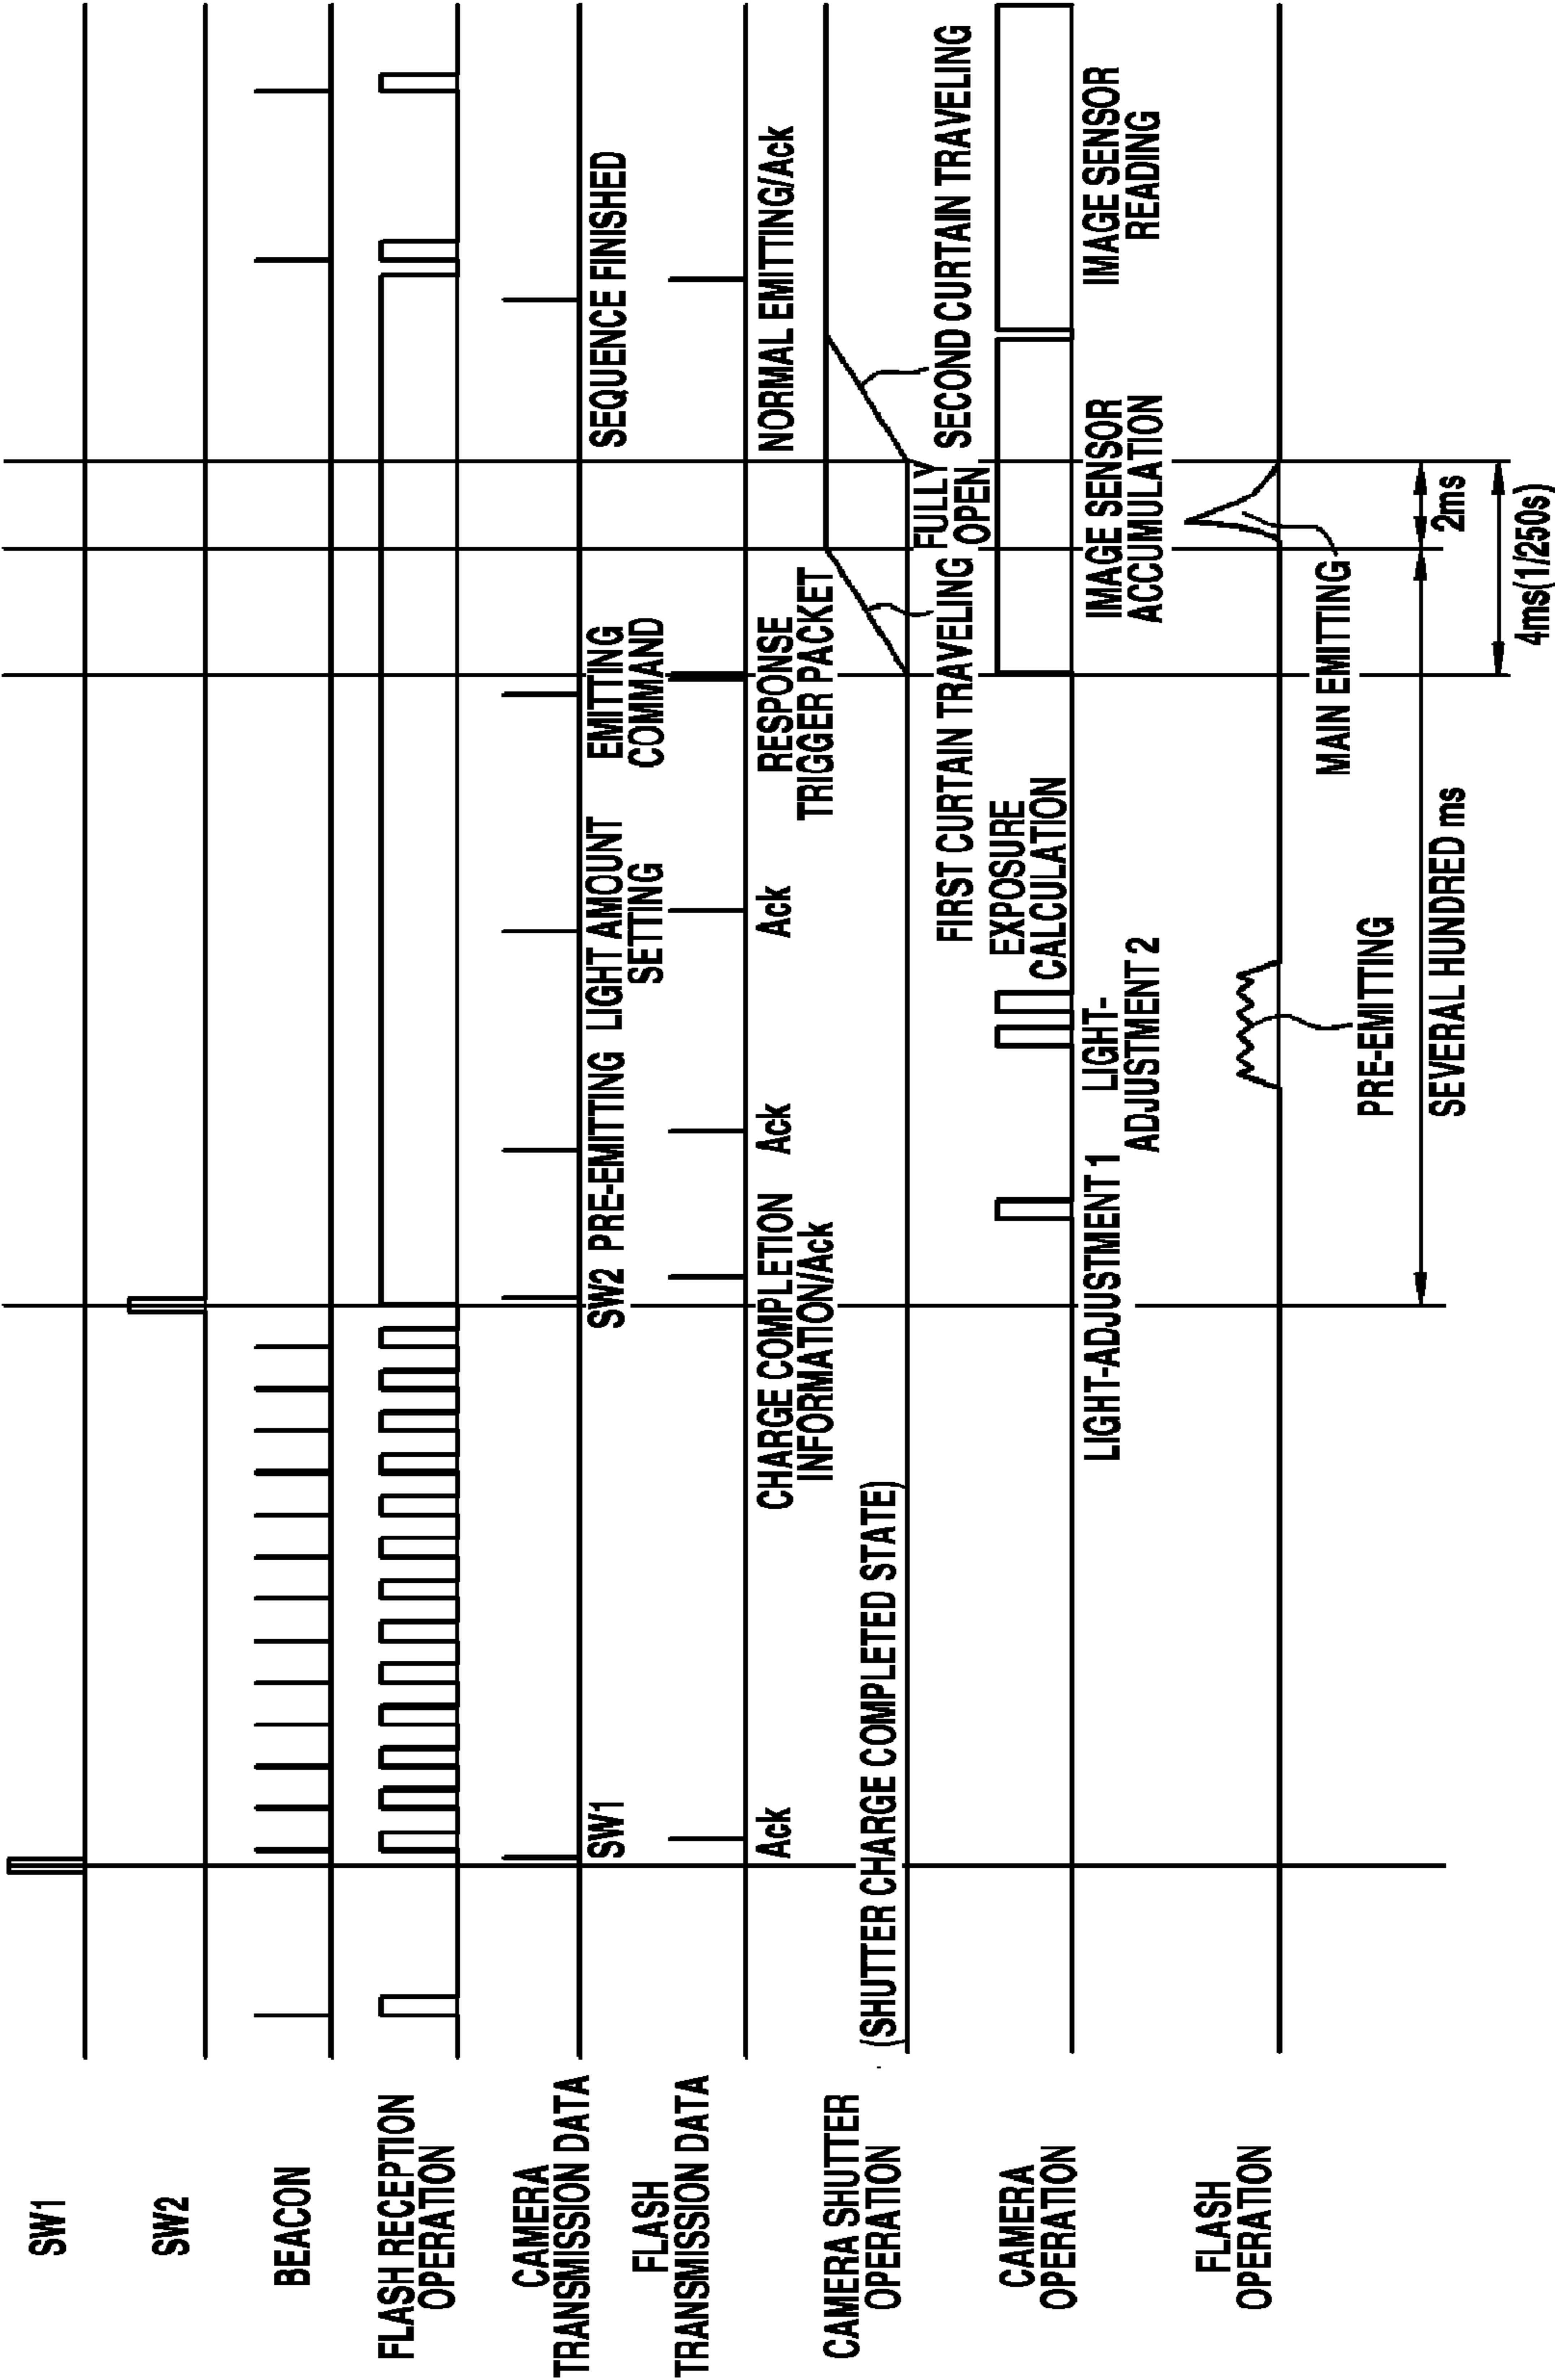 SW1
SW2
BEACON
FLASH RECEPTION
OPERATION
CAMERA
TRANSMISSION DATA
SW1
SW2
PRE-EMITTING
LIGHT AMOUNT
SETTING
EMITTING
COMMAND
SEQUENCE FINISHED
FLASH
TRANSMISSION DATA
Ack
CHARGE COMPLETION
INFORMATION/Ack
Ack
Ack
RESPONSE
TRIGGER PACKET
NORMAL EMITTING/Ack
CAMERA SHUTTER
OPERATION
(SHUTTER CHARGE COMPLETED STATE)
FIRST CURTAIN TRAVELING
FULLY
OPEN
SECOND CURTAIN TRAVELING
CAMERA
OPERATION
LIGHT-ADJUSTMENT 1
LIGHT-
ADJUSTMENT 2
EXPOSURE
CALCULATION
IMAGE SENSOR
ACCUMULATION
IMAGE SENSOR
READING
FLASH
OPERATION
PRE-EMITTING
MAIN EMITTING
SEVERAL HUNDRED ms
2ms
4ms(1/250s)